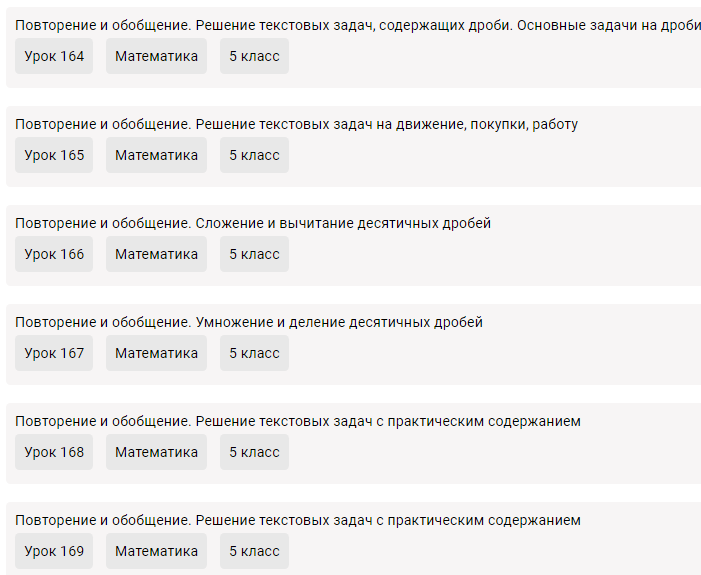 Повторение и обобщение. Решение текстовых задач, содержащих дроби. Основные задачи на дроби
Урок 164 Математика 5 класс
Повторение и обобщение. Решение текстовых задач на движение, покупки, работу
Урок 165 Математика 5 класс
Повторение и обобщение. Сложение и вычитание десятичных дробей
Урок 166 Математика 5 класс
Повторение и обобщение. Умножение и деление десятичных дробей
Урок 167 Математика 5 класс
Повторение и обобщение. Решение текстовых задач с практическим содержанием
Урок 168 Математика 5 класс
Повторение и обобщение. Решение текстовых задач с практическим содержанием
Урок 169 Математика 5 класс